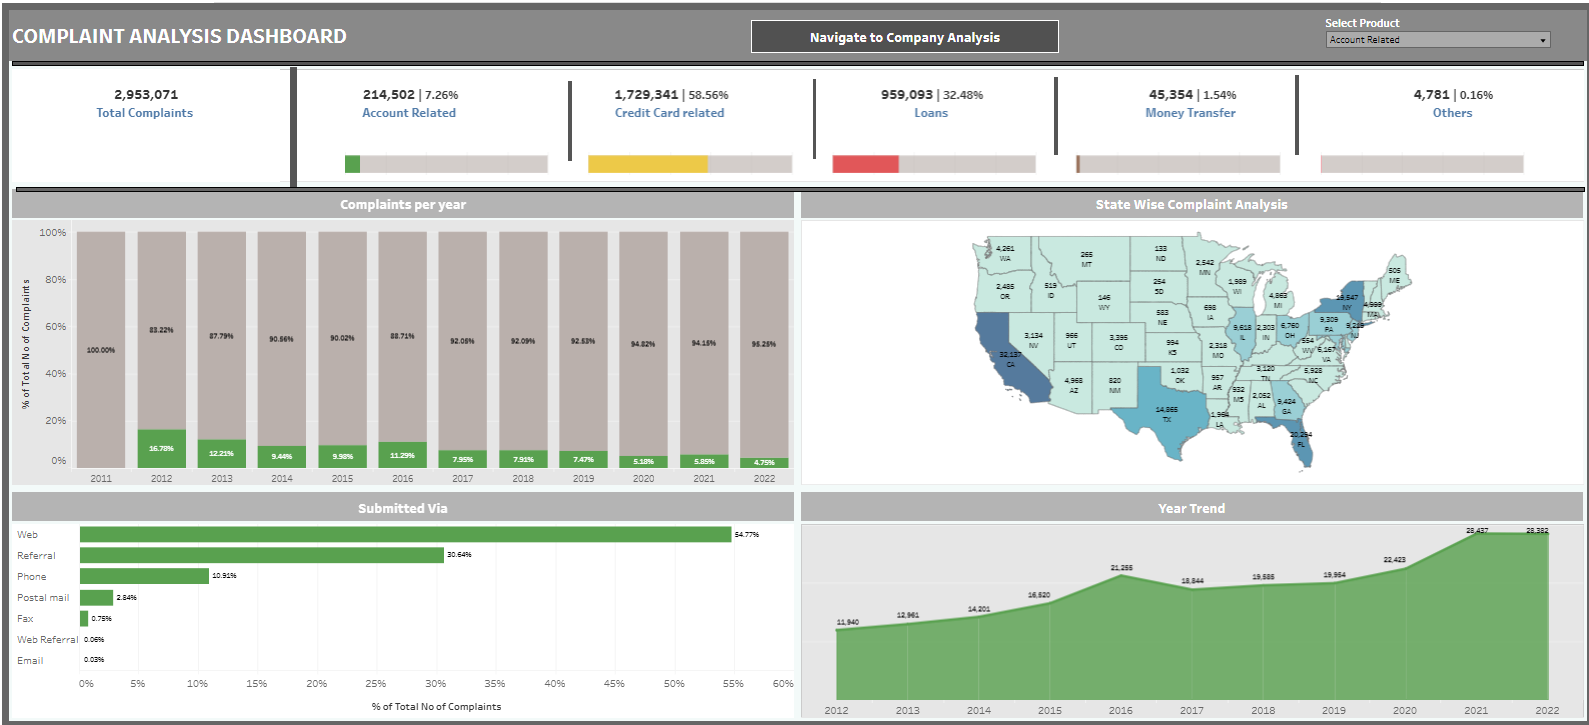 COMPLAINT ANALYSIS DASHBOARD
Navigate to Company Analysis
Select Product
Account Related
2,953,071
Total Complaints
214,502 | 7.26%
Account Related
1,729,341 | 58.56%
Credit Card related
959,093 | 32.48%
Loans
45,354 | 1.54%
Money Transfer
4,781 | 0.16%
Others
Complaints per year
% of Total No of Complaints
100%
80%
60%
40%
20%
0%
100.00%
83.22%
87.79%
90.56%
90.02%
88.71%
92.05%
92.09%
92.53%
94.82%
94.15%
95.25%
16.78%
12.21%
9.44%
9.98%
11.29%
7.95%
7.91%
7.47%
5.18%
5.85%
4.75%
2011
2012
2013
2014
2015
2016
2017
2018
2019
2020
2021
2022
State Wise Complaint Analysis
4,261
WA
265
MT
133
ND
2,542
MN
505
ME
2,485
OR
519
ID
146
WY
254
SD
1,989
WI
4,863
MI
19,547
NY
MA
583
NE
698
IA
9,618
IL
2,303
IN
6,760
OH
9,309
PA
NJ
3,134
NV
966
UT
3,395
CO
994
KS
2,318
MO
554
WV
6,167
VA
32,137
CA
4,968
AZ
820
NM
1,032
OK
957
AR
3,120
TN
5,928
NC
932
MS
2,052
AL
9,424
GA
14,865
TX
LA
20,294
FL
Submitted Via
Web
54.77%
Referral
30.64%
Phone
10.91%
Postal mail
2.84%
Fax
0.75%
Web Referral
0.06%
Email
0.03%
0%
5%
10%
15%
20%
25%
30%
35%
40%
45%
50%
55%
60%
% of Total No of Complaints
Year Trend
11,940
12,961
14,201
16,520
21,255
18,844
19,585
19,954
22,423
28,437
28,382
2012
2013
2014
2015
2016
2017
2018
2019
2020
2021
2022